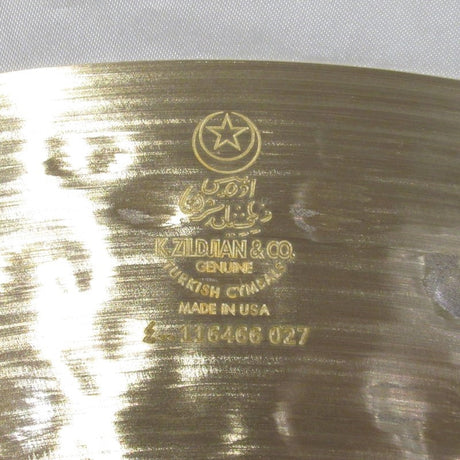 K.ZILDJIAN & CO.
GENUINE
TURKISH CYMBALS
MADE IN USA
116466 027